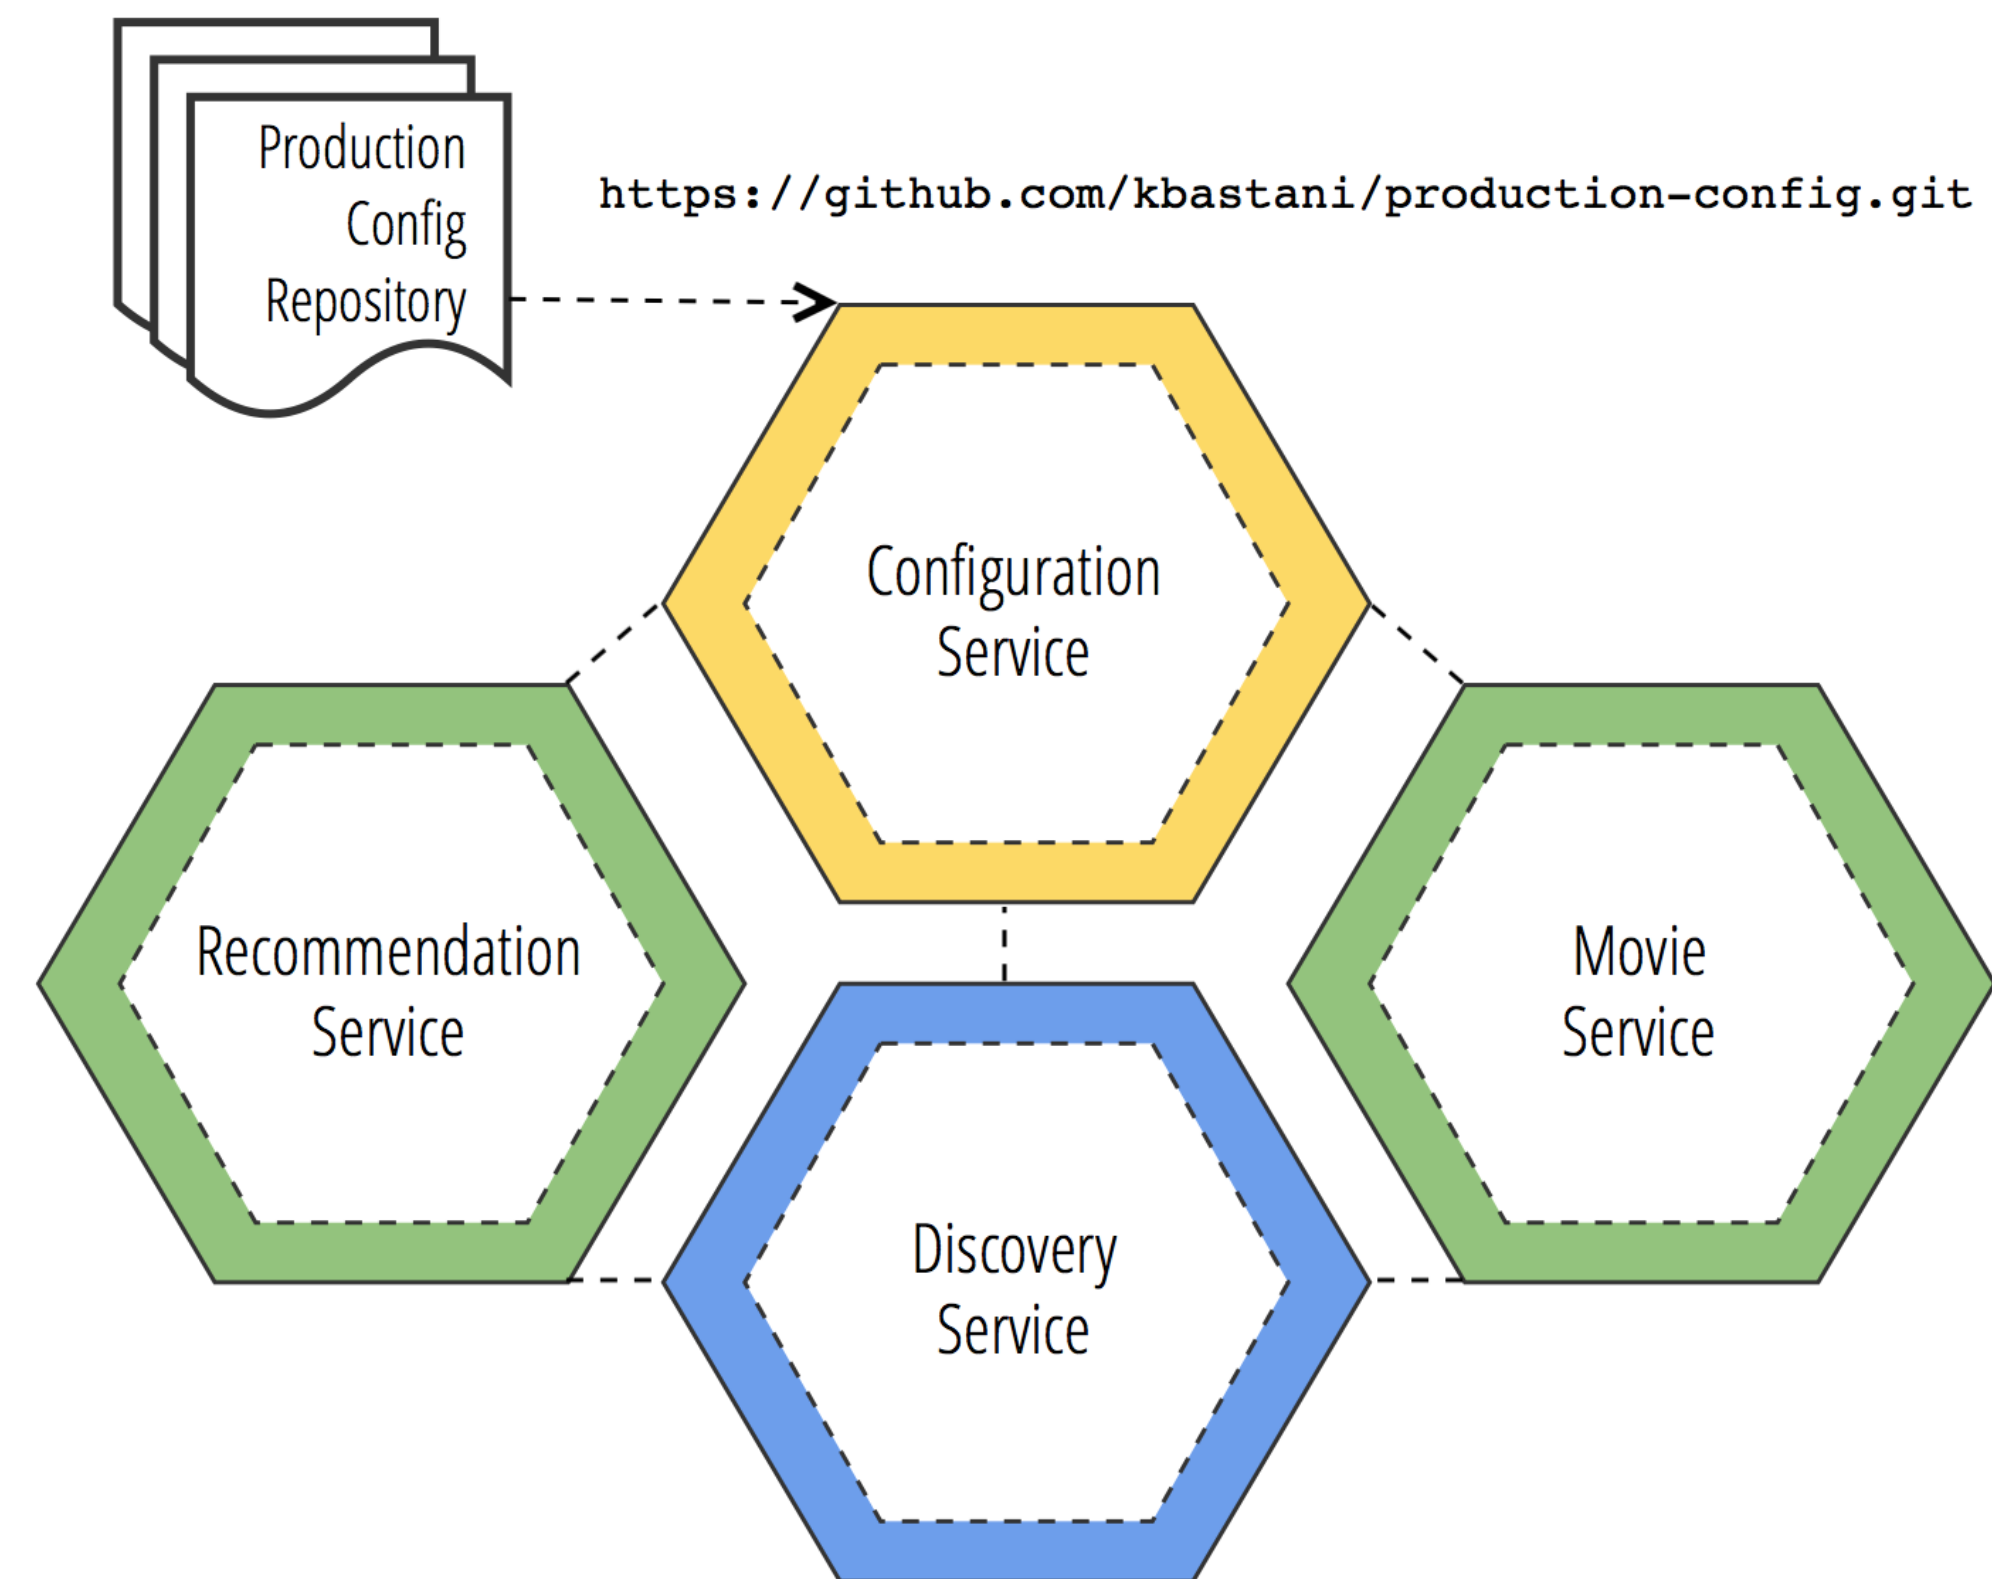 Production
Config
Repository
https://github.com/kbastani/production-config.git
Configuration
Service
Recommendation
Service
Movie
Service
Discovery
Service